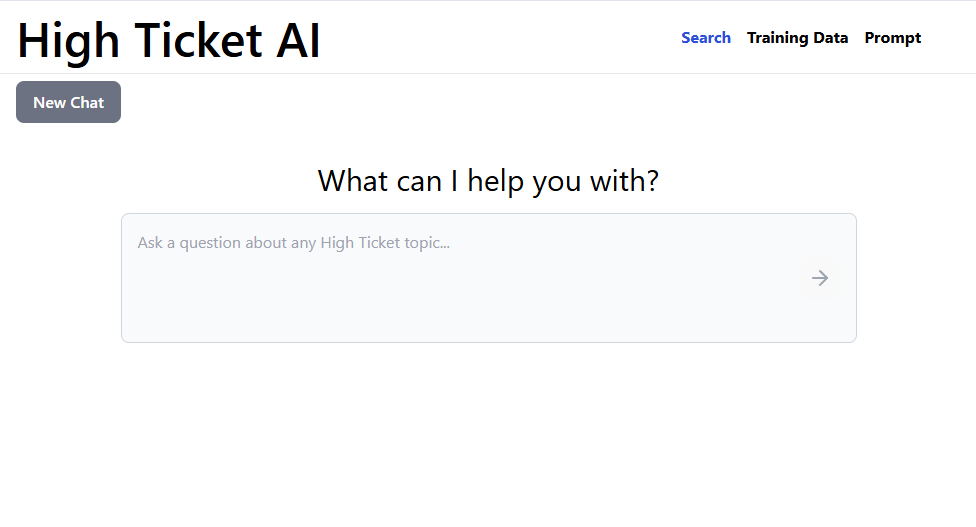 High Ticket AI
Search Training Data Prompt
New Chat
What can I help you with?
Ask a question about any High Ticket topic...